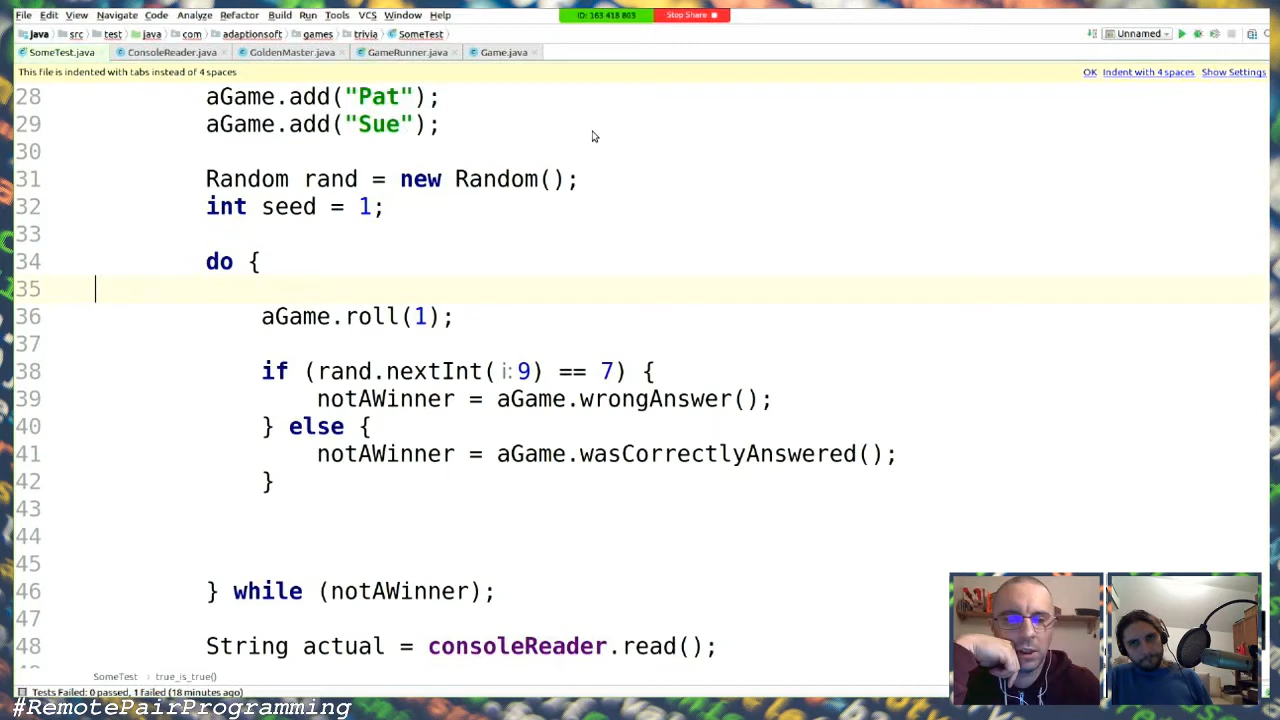 File Edit View Navigate Code Analyze Refactor Build Run Tools VCS Window Help
ID: 163 418 803 Stop Share
java src test java com adaptionsoft games trivia SomeTest Unnamed
SomeTest.java ConsoleReader.java GoldenMaster.java GameRunner.java Game.java
This file is indented with tabs instead of 4 spaces OK Indent with 4 spaces Show Settings
28 aGame.add("Pat");
29 aGame.add("Sue");
30
31 Random rand = new Random();
32 int seed = 1;
33
34 do {
35
36 aGame.roll(1);
37
38 if (rand.nextInt(i:9) == 7) {
39 notAWinner = aGame.wrongAnswer();
40 } else {
41 notAWinner = aGame.wasCorrectlyAnswered();
42 }
43
44
45
46 } while (notAWinner);
47
48 String actual = consoleReader.read();
SomeTest true_is_true()
Tests Failed: 0 passed, 1 failed (18 minutes ago)
#RemotePairProgramming